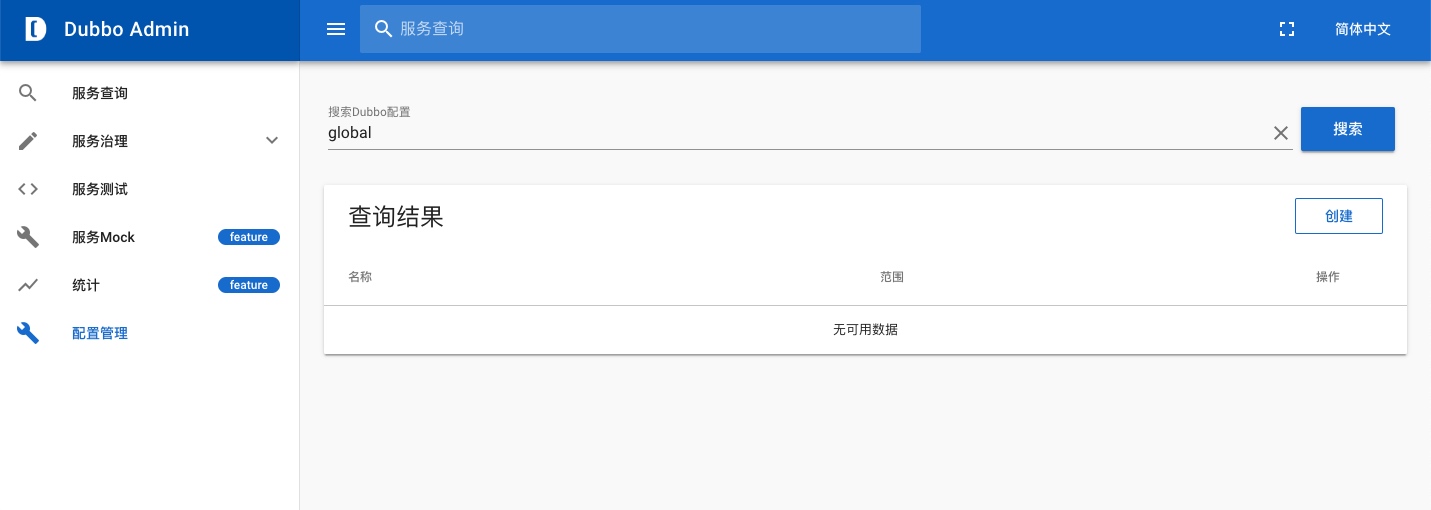 Dubbo Admin
服务查询
简体中文
服务查询
服务治理
服务测试
服务Mock feature
统计 feature
配置管理
搜索Dubbo配置
global
搜索
查询结果
创建
名称 范围 操作
无可用数据